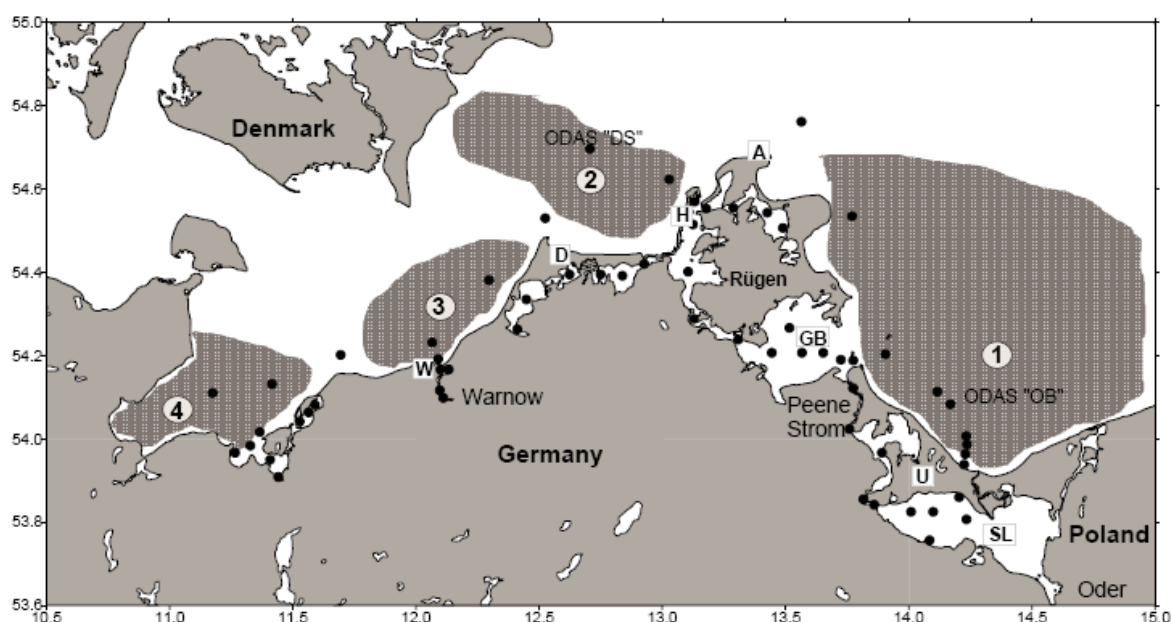 55.0
54.8
54.6
54.4
54.2
54.0
53.8
53.6
Denmark
ODAS "DS"
2
A
H
D
Rügen
3
1
GB
W
4
Warnow
Peene
Strom
ODAS "OB"
Germany
U
SL
Poland
Oder
10.5 11.0 11.5 12.0 12.5 13.0 13.5 14.0 14.5 15.0